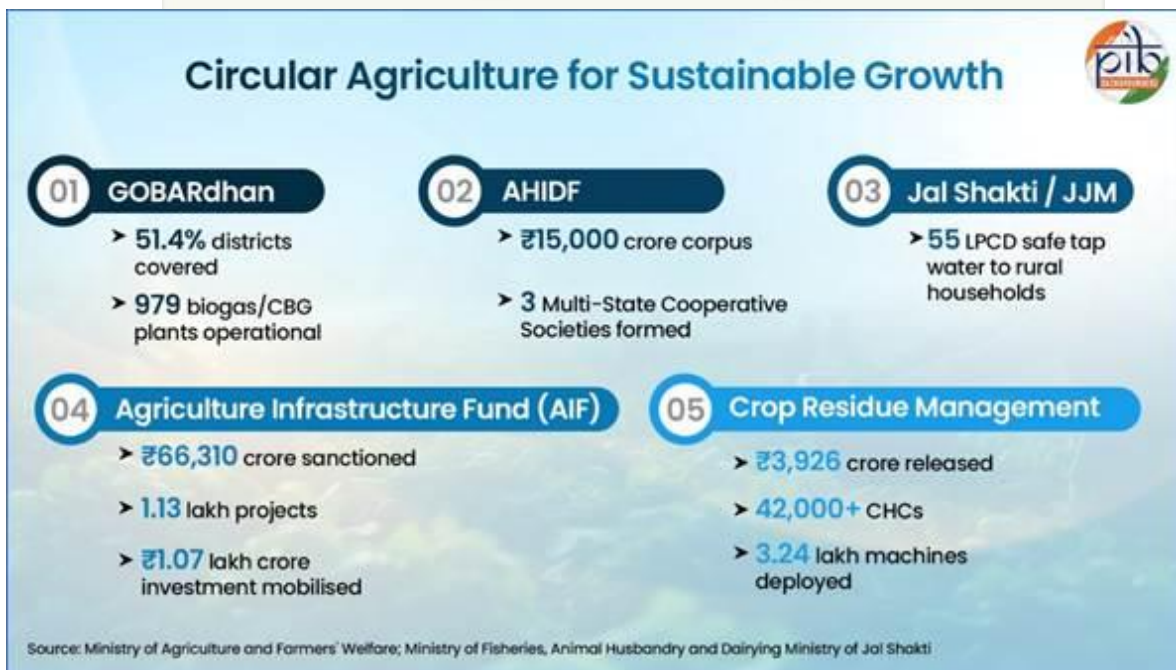 Circular Agriculture for Sustainable Growth
pib
01 GOBARdhan
➤ 51.4% districts
covered
➤ 979 biogas/CBG
plants operational
02 AHIDF
➤ ₹15,000 crore corpus
➤ 3 Multi-State Cooperative
Societies formed
03 Jal Shakti / JJM
➤ 55 LPCD safe tap
water to rural
households
04 Agriculture Infrastructure Fund (AIF)
➤ ₹66,310 crore sanctioned
➤ 1.13 lakh projects
➤ ₹1.07 lakh crore
investment mobilised
05 Crop Residue Management
➤ ₹3,926 crore released
➤ 42,000+ CHCs
➤ 3.24 lakh machines
deployed
Source: Ministry of Agriculture and Farmers' Welfare; Ministry of Fisheries, Animal Husbandry and Dairying Ministry of Jal Shakti